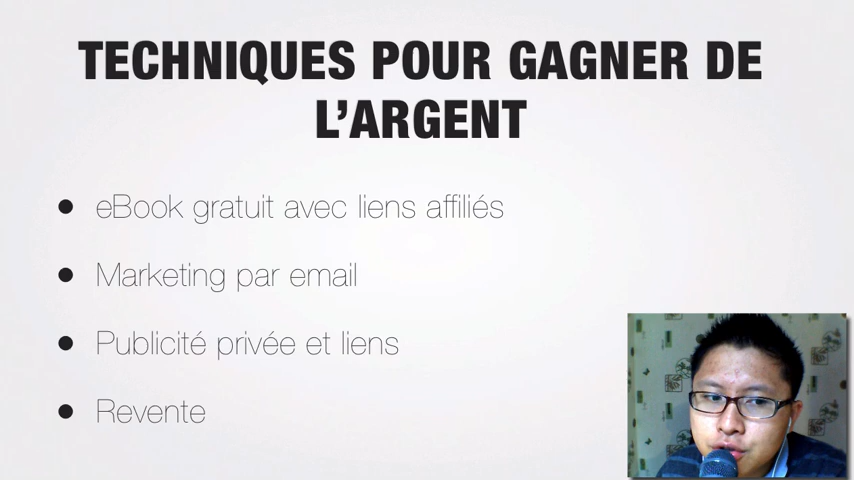 TECHNIQUES POUR GAGNER DE
L’ARGENT
• eBook gratuit avec liens affiliés
• Marketing par email
• Publicité privée et liens
• Revente